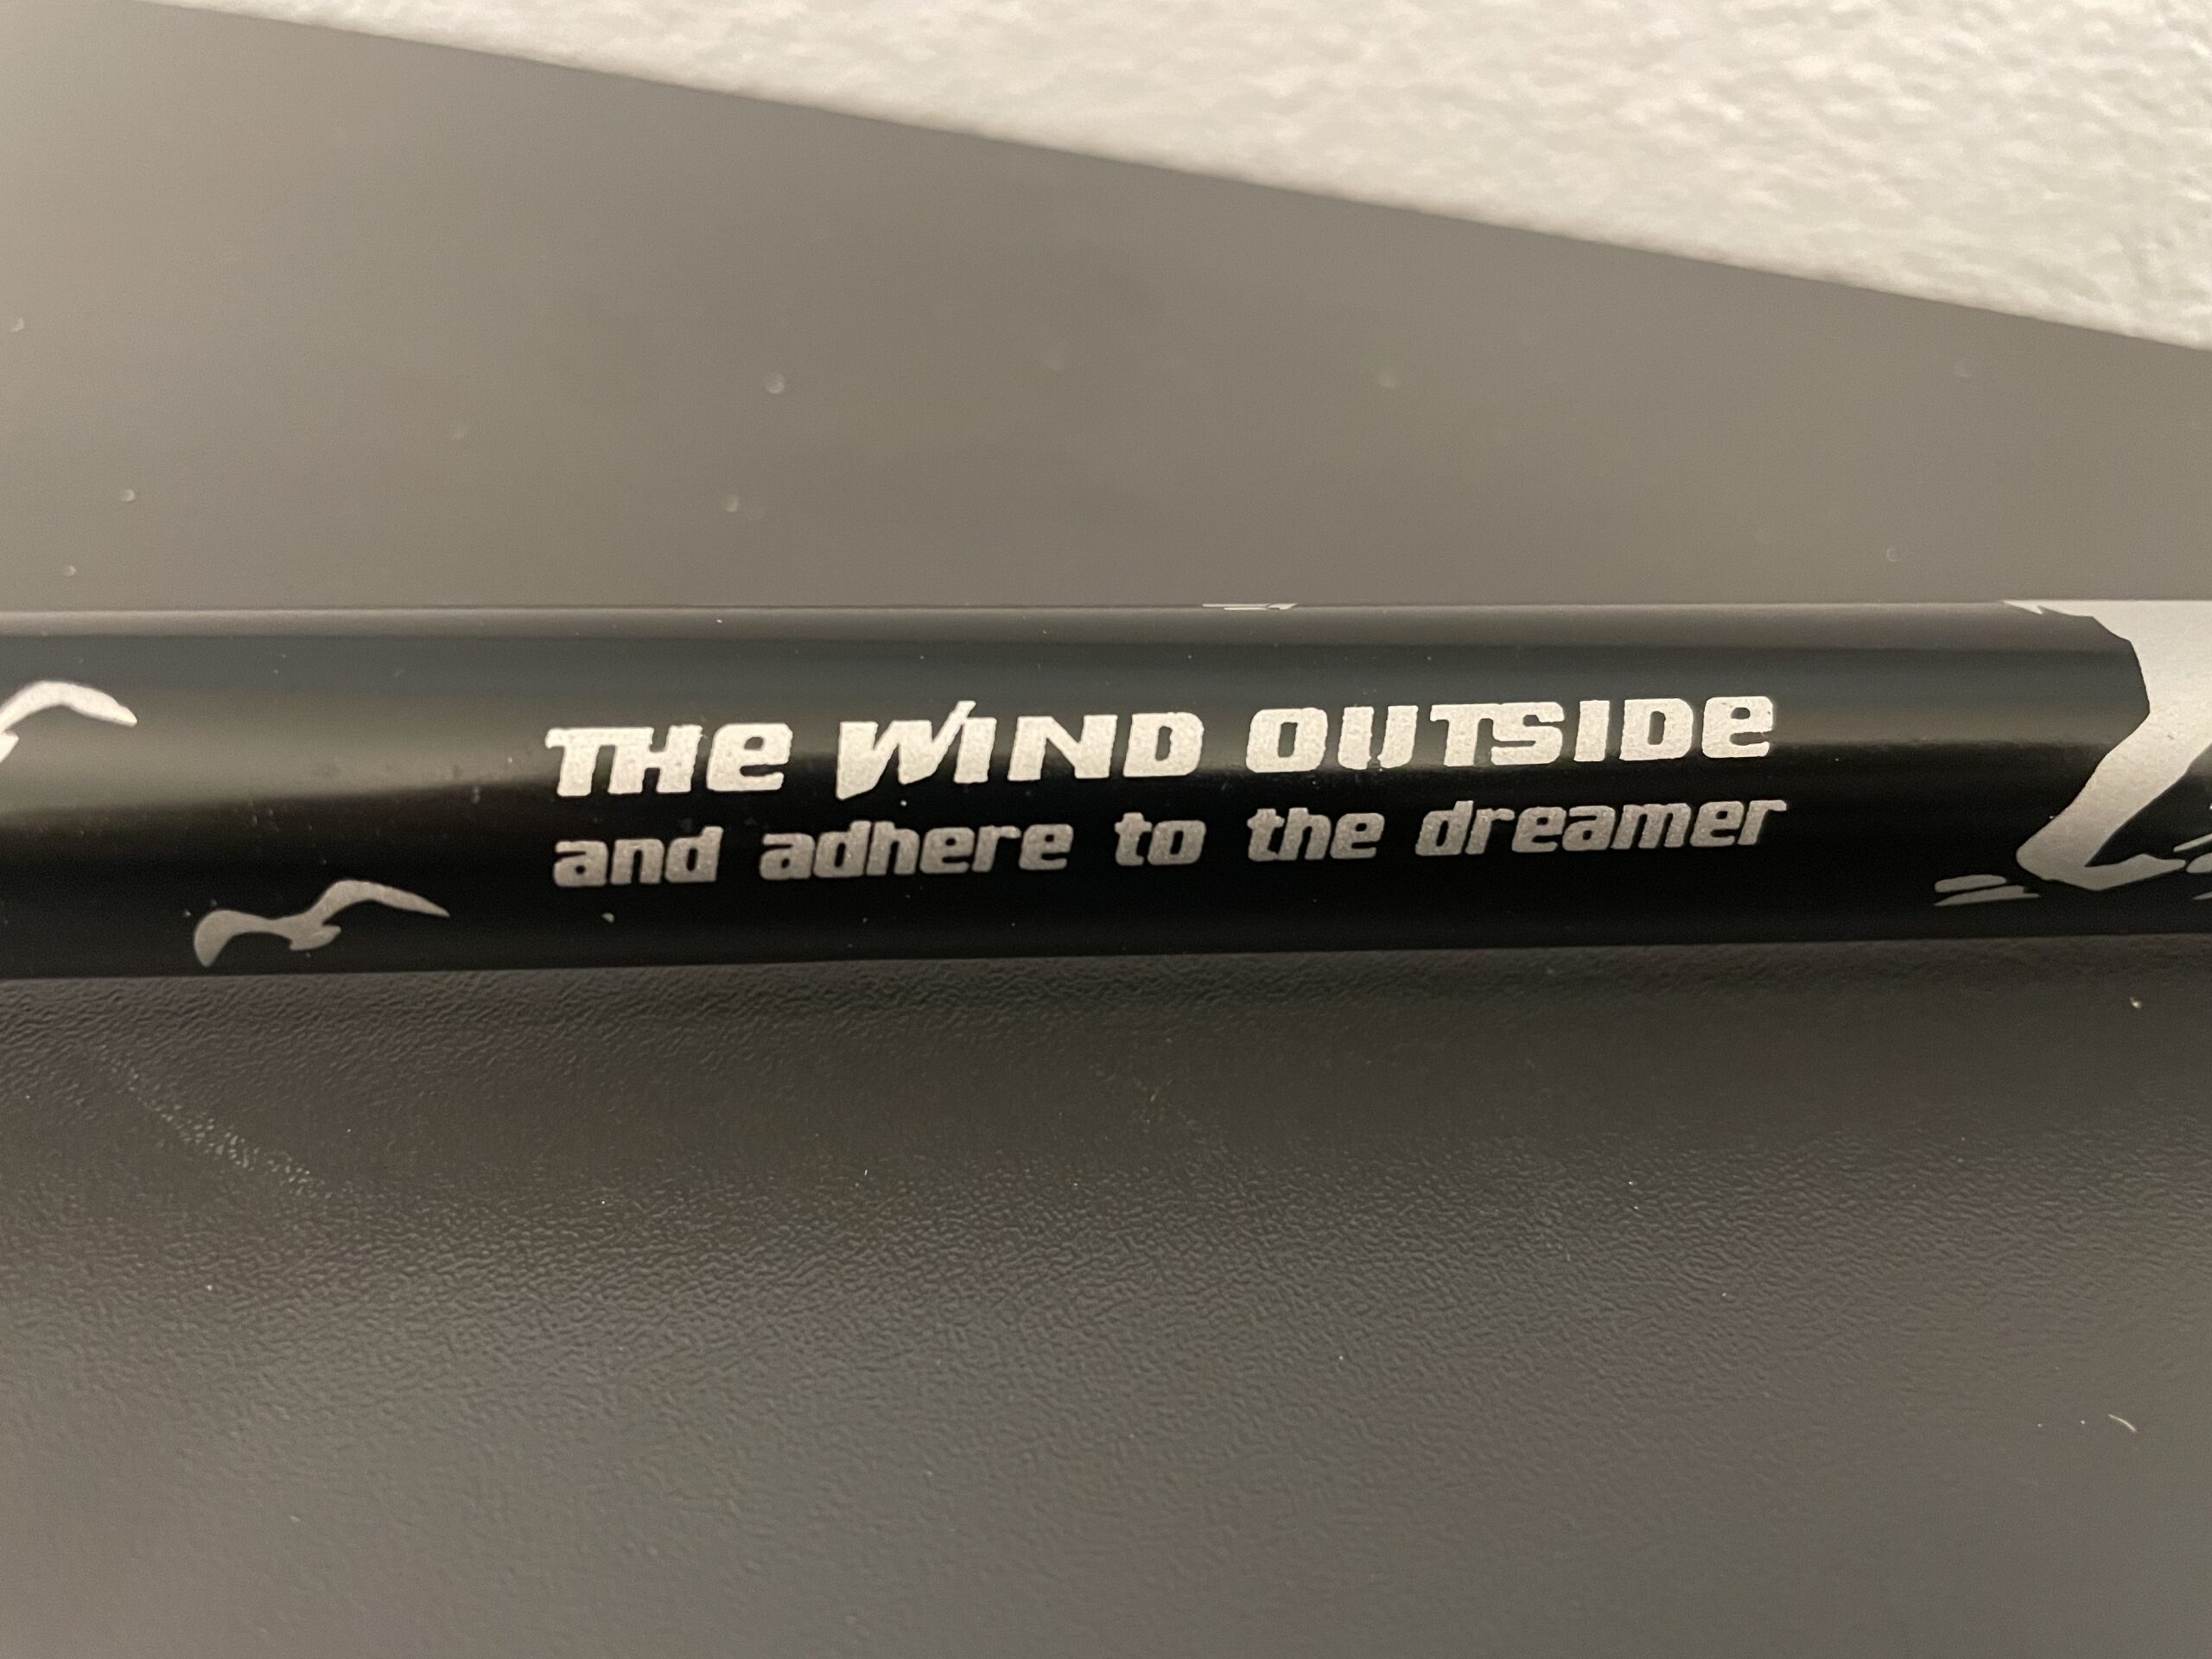 THE WIND OUTSIDE
and adhere to the dreamer